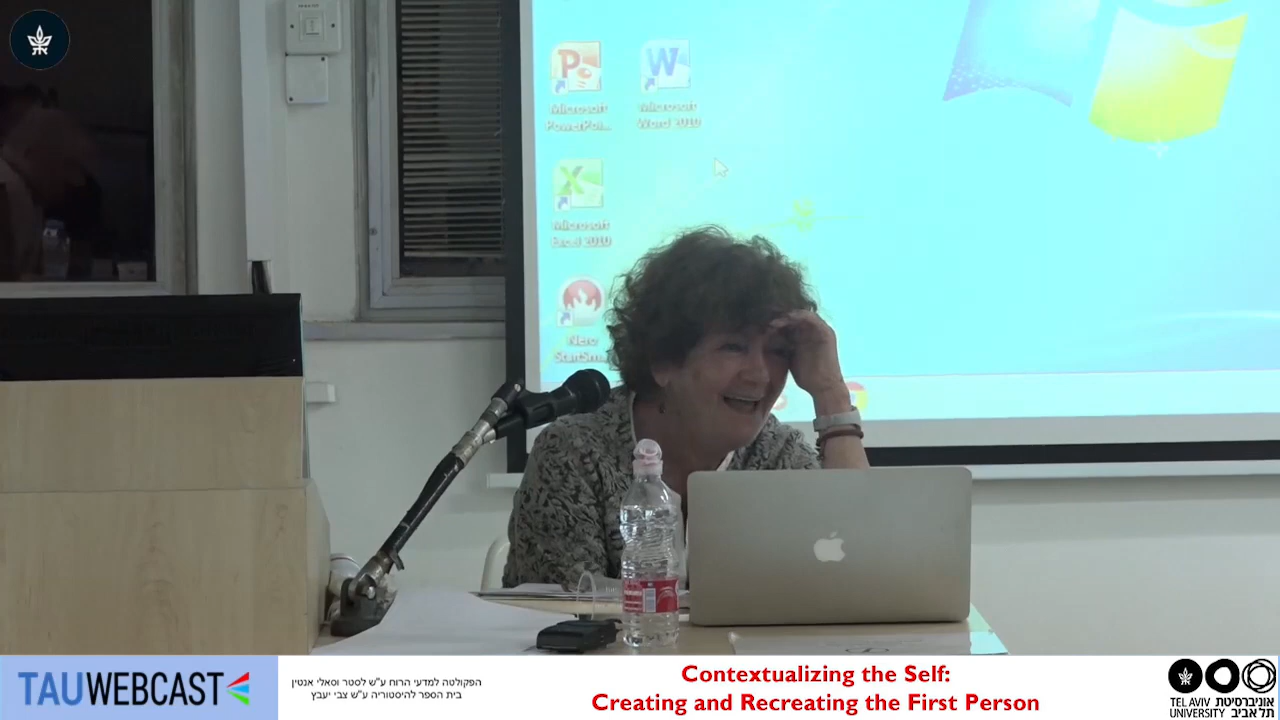 Microsoft
PowerPoi...
Microsoft
Word 2010
Microsoft
Excel 2010
Nero
StartSm...
TAUWEBCAST
הפקולטה למדעי הרוח ע"ש לסטר וסאלי אנטין
בית הספר להיסטוריה ע"ש צבי יעבץ
Contextualizing the Self:
Creating and Recreating the First Person
TEL AVIV אוניברסיטת
UNIVERSITY תל אביב